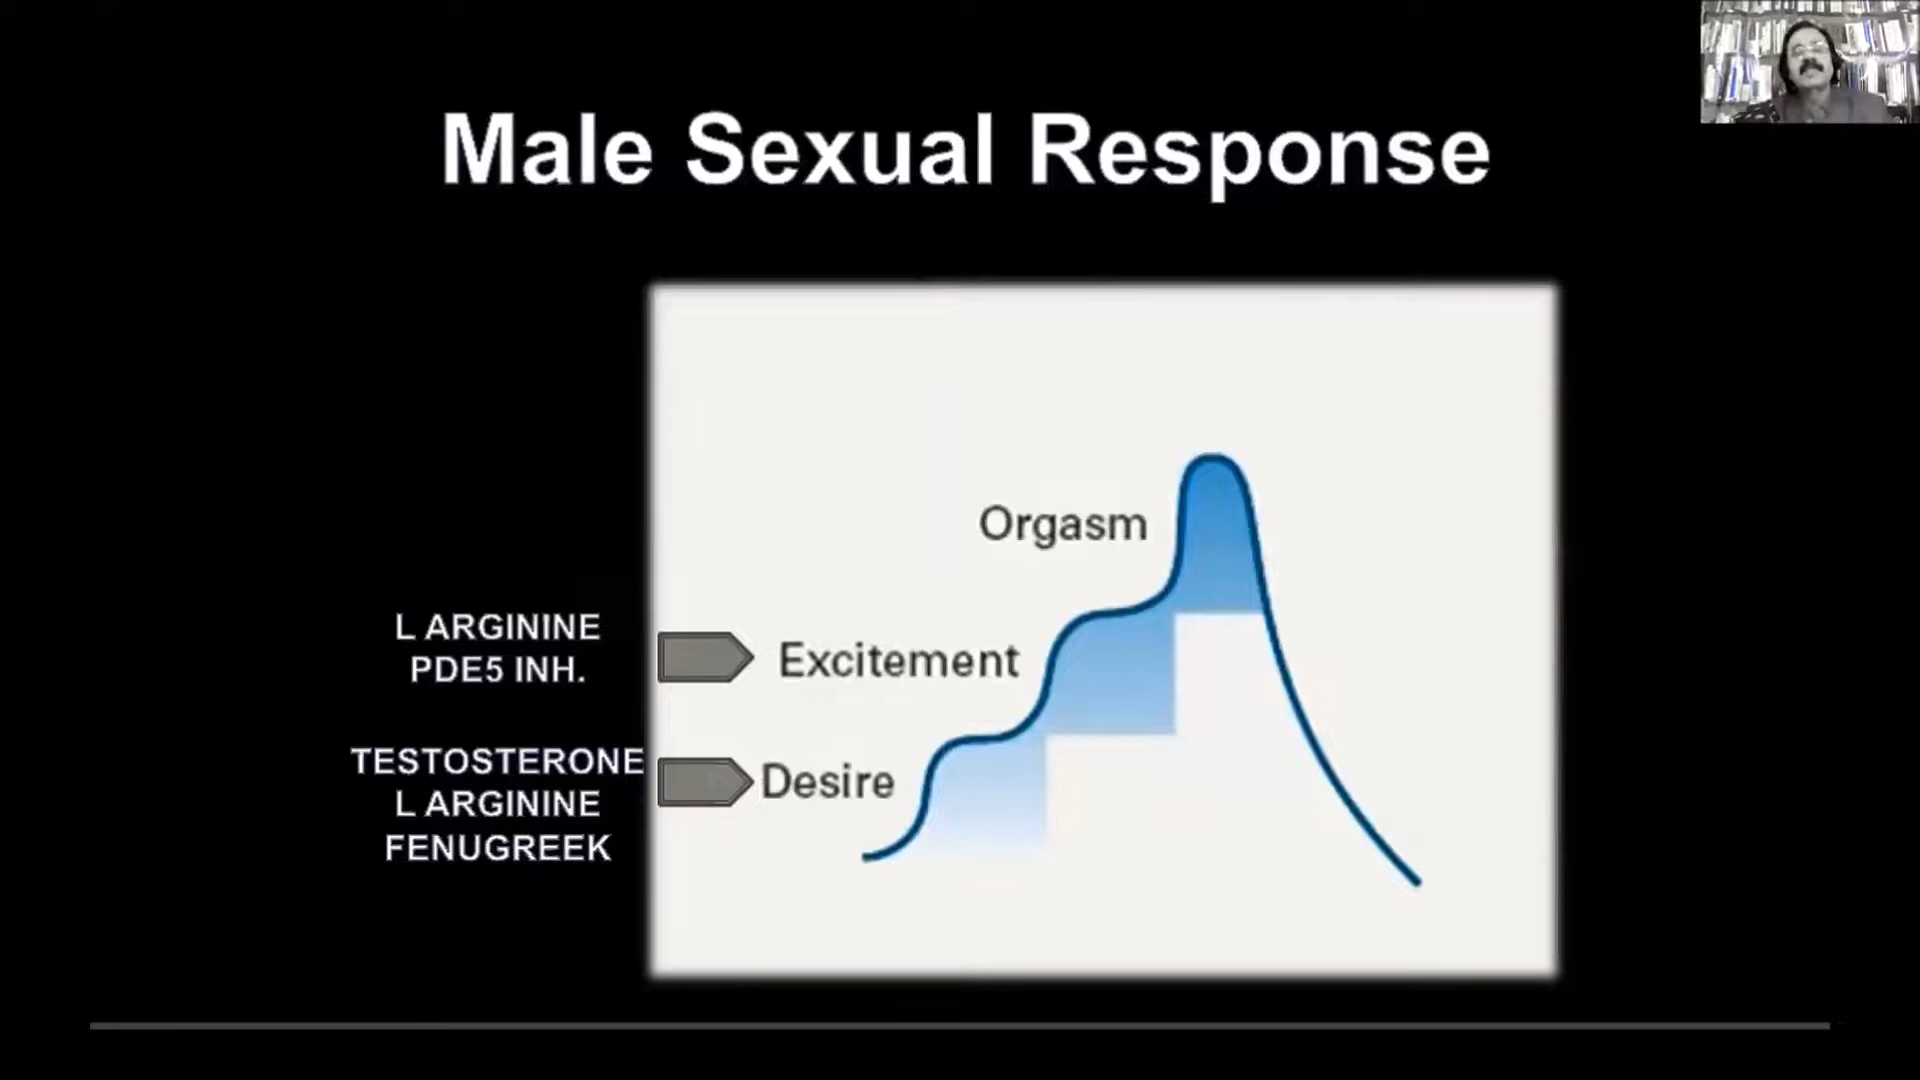 Male Sexual Response
Orgasm
L ARGININE
PDE5 INH.
Excitement
TESTOSTERONE
L ARGININE
FENUGREEK
Desire